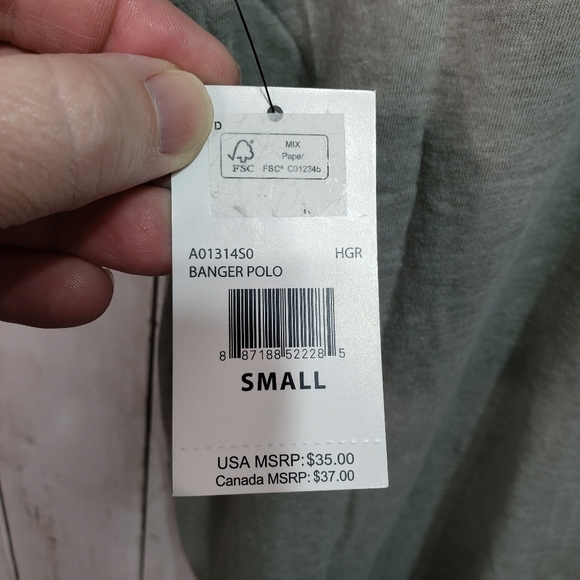 D
MIX
Paper
FSC
FSC® C012345
A01314S0 HGR
BANGER POLO
8 87188 52228 5
SMALL
USA MSRP: $35.00
Canada MSRP: $37.00